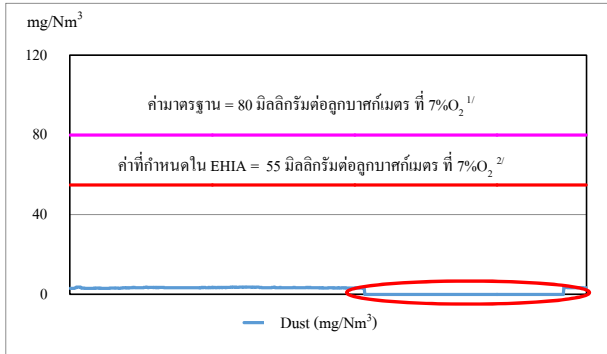 mg/Nm³
120
ค่ามาตรฐาน = 80 มิลลิกรัมต่อลูกบาศก์เมตร ที่ 7%O₂ ¹/
80
ค่าที่กำหนดใน EHIA = 55 มิลลิกรัมต่อลูกบาศก์เมตร ที่ 7%O₂ ²/
40
0
Dust (mg/Nm³)